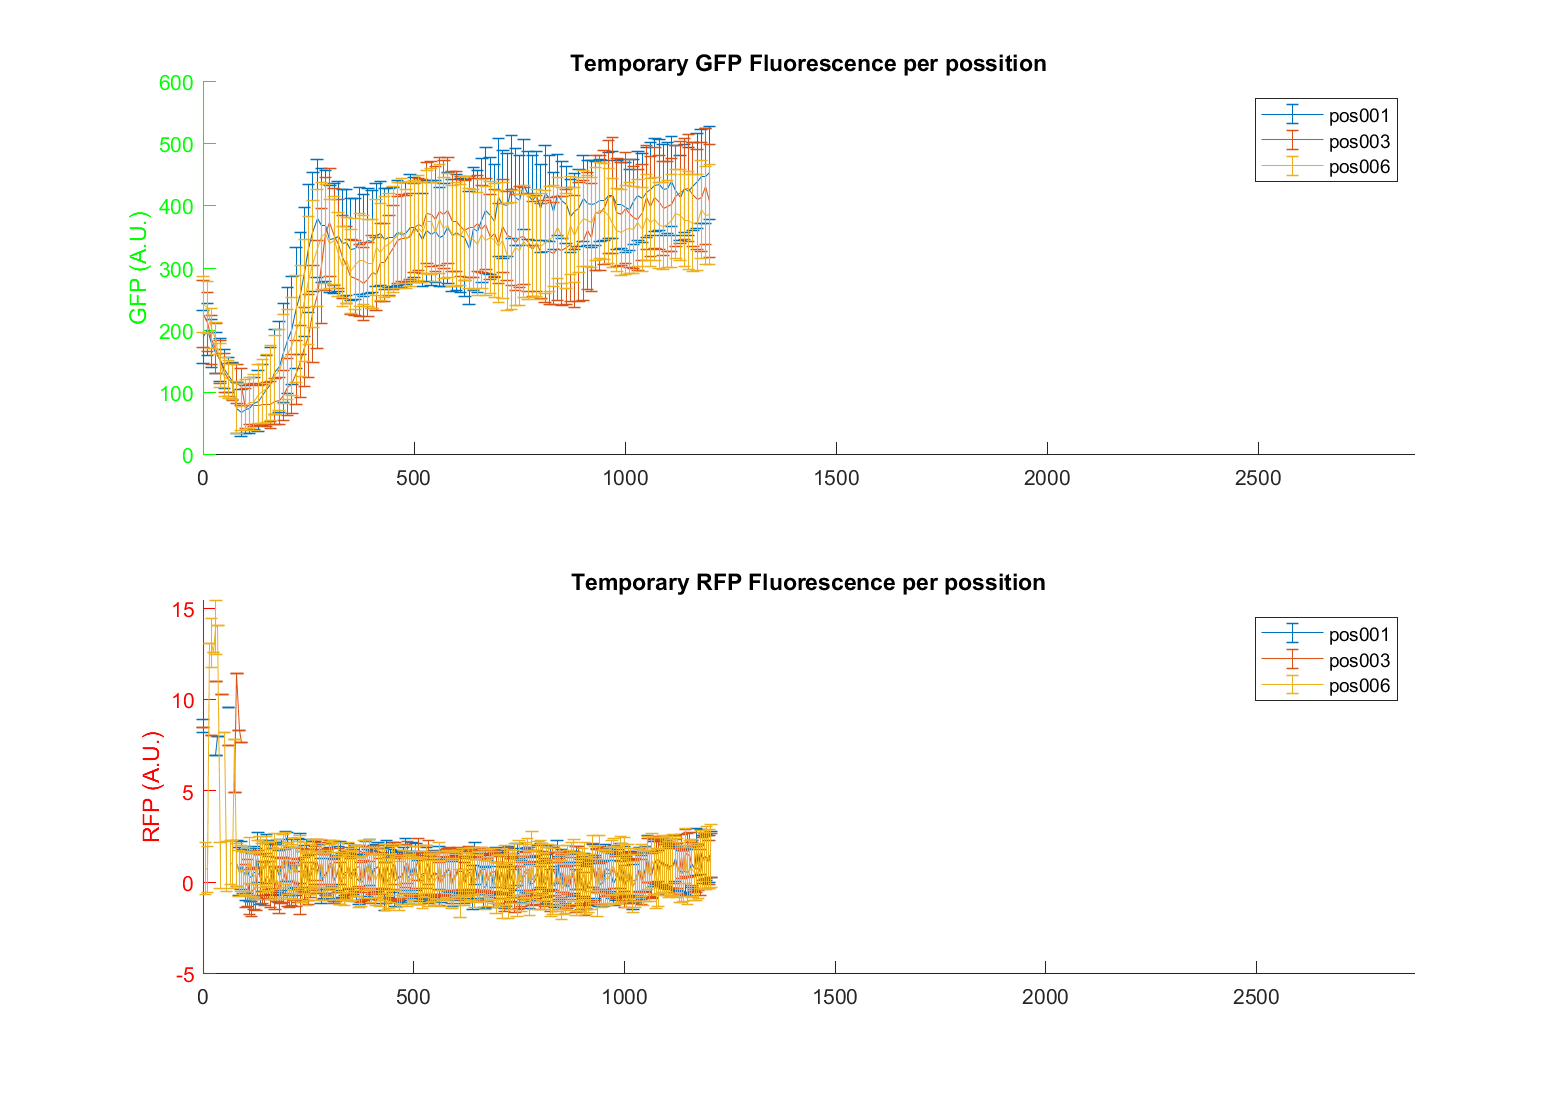 Temporary GFP Fluorescence per possition
600
500
400
300
200
100
0
GFP (A.U.)
pos001
pos003
pos006
0 500 1000 1500 2000 2500
Temporary RFP Fluorescence per possition
15
10
5
0
-5
RFP (A.U.)
pos001
pos003
pos006
0 500 1000 1500 2000 2500